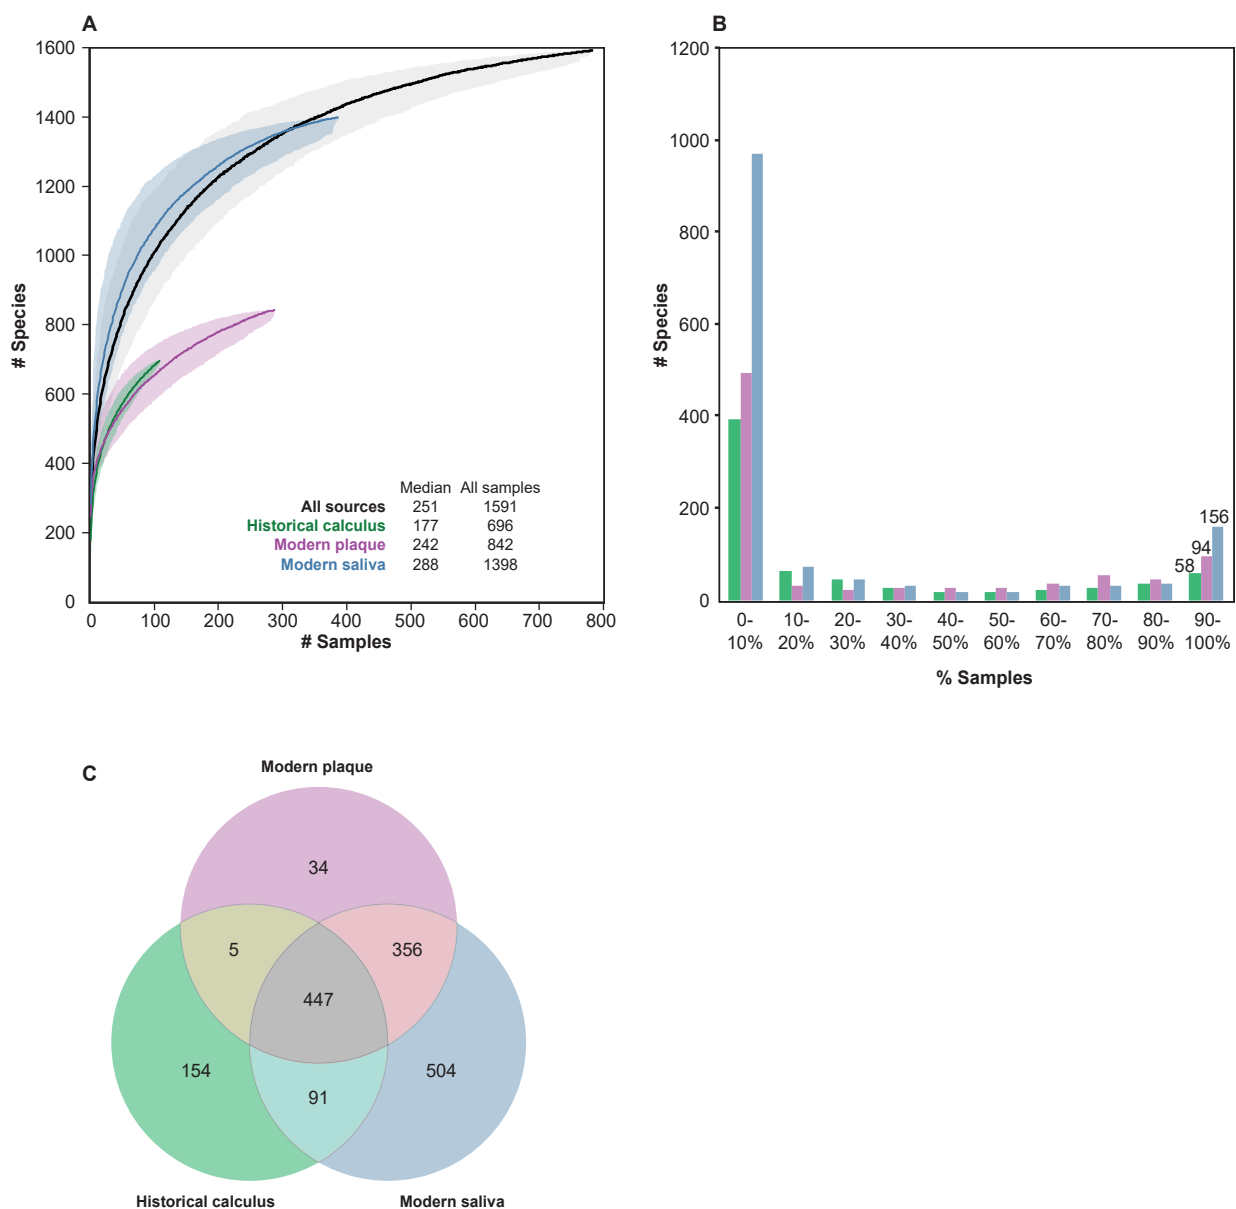 A
# Species
1600
1400
1200
1000
800
600
400
200
0
Median All samples
All sources 251 1591
Historical calculus 177 696
Modern plaque 242 842
Modern saliva 288 1398
0 100 200 300 400 500 600 700 800
# Samples
B
# Species
1200
1000
800
600
400
200
0
58 94 156
0-10% 10-20% 20-30% 30-40% 40-50% 50-60% 60-70% 70-80% 80-90% 90-100%
% Samples
C
Modern plaque
34
5 356
447
154 504
91
Historical calculus Modern saliva